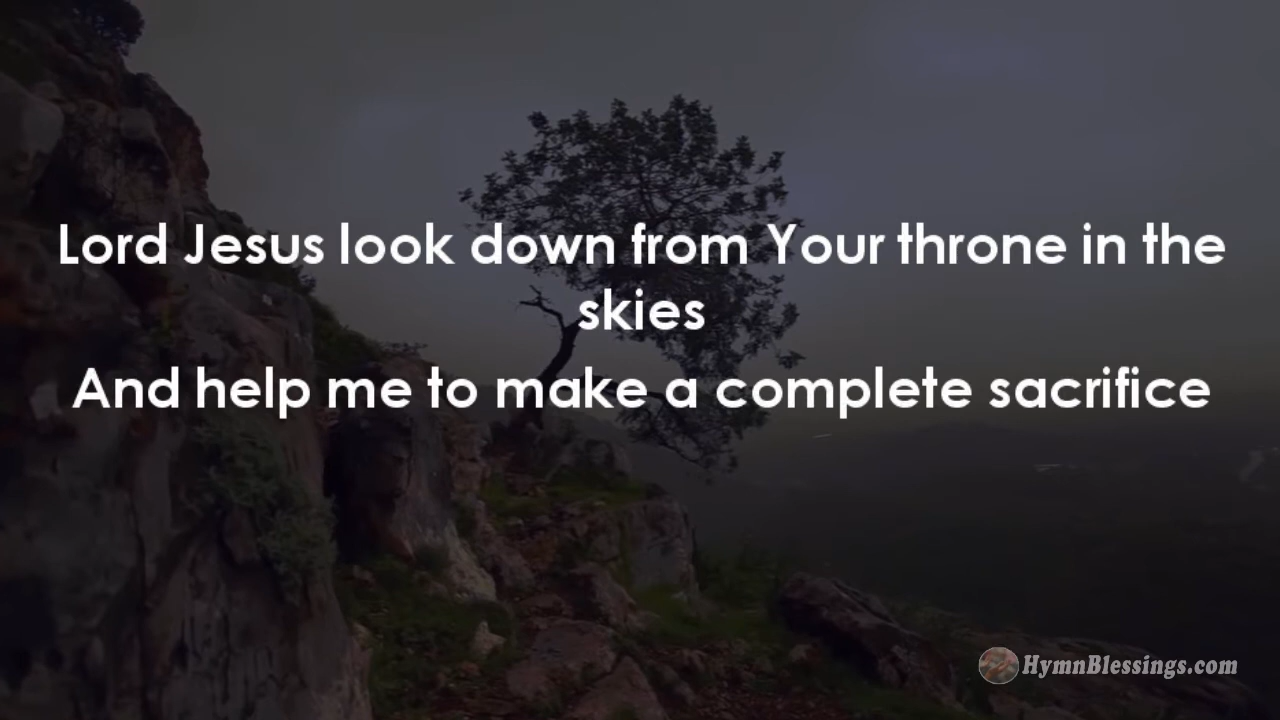 Lord Jesus look down from Your throne in the
skies
And help me to make a complete sacrifice
HymnBlessings.com